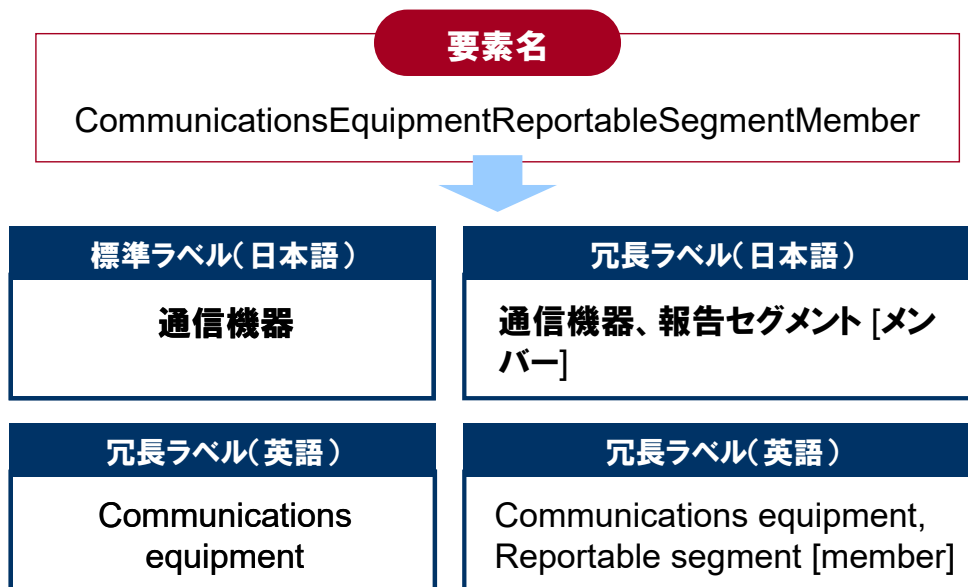 要素名
CommunicationsEquipmentReportableSegmentMember
標準ラベル(日本語)
通信機器
冗長ラベル(日本語)
通信機器、報告セグメント [メン
バー]
冗長ラベル(英語)
Communications
equipment
冗長ラベル(英語)
Communications equipment,
Reportable segment [member]